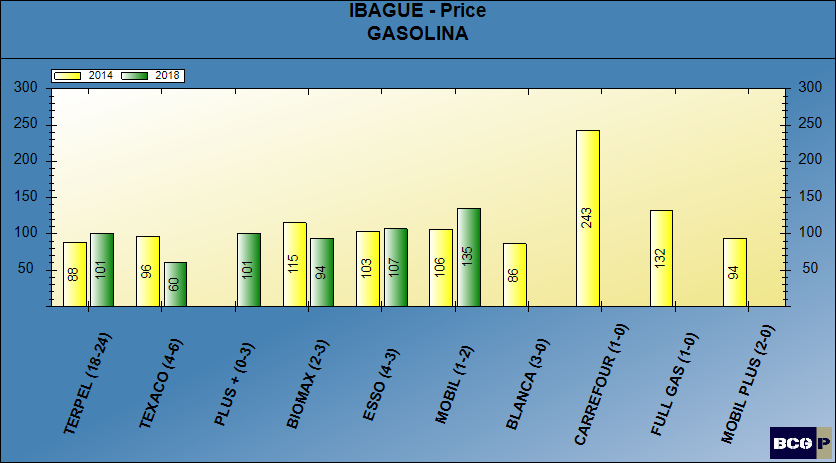 IBAGUE - Price
GASOLINA
2014 2018
300 300
250 250
200 200
150 150
100 100
50 50
88 101 96 60 101 115 94 103 107 106 135 86 243 132 94
TERPEL (18-24)
TEXACO (4-6)
PLUS + (0-3)
BIOMAX (2-3)
ESSO (4-3)
MOBIL (1-2)
BLANCA (3-0)
CARREFOUR (1-0)
FULL GAS (1-0)
MOBIL PLUS (2-0)
BCO P